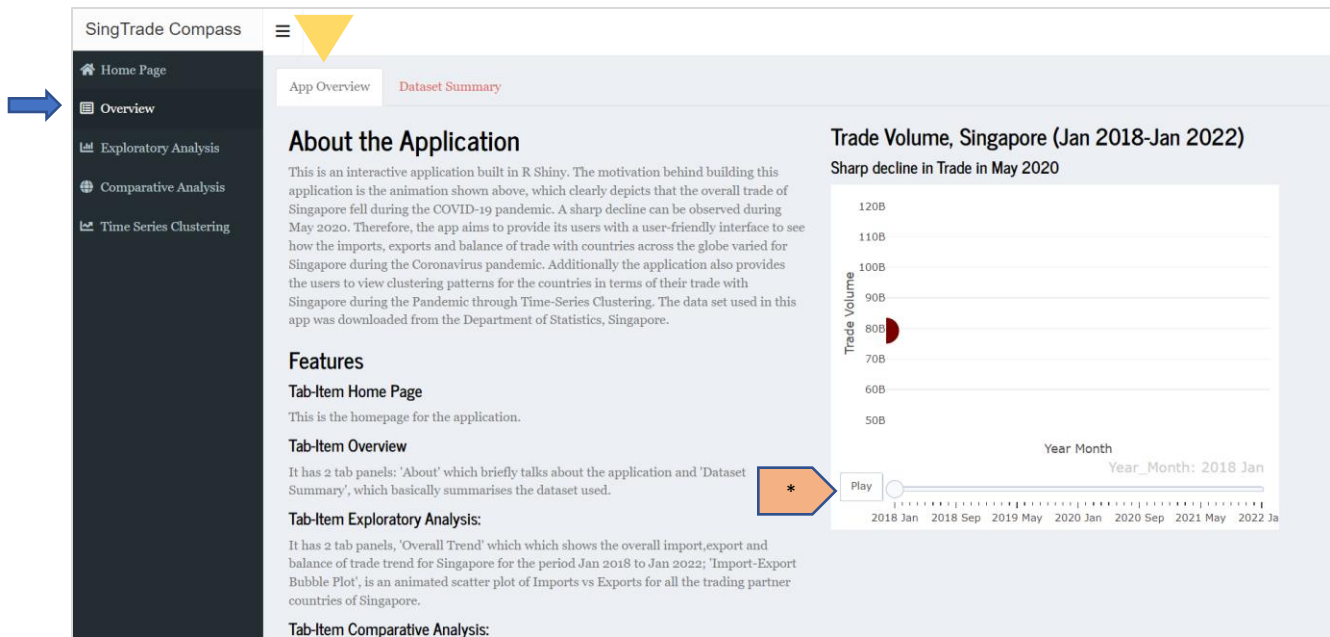 SingTrade Compass
Home Page
Overview
Exploratory Analysis
Comparative Analysis
Time Series Clustering
App Overview
Dataset Summary
About the Application
This is an interactive application built in R Shiny. The motivation behind building this
application is the animation shown above, which clearly depicts that the overall trade of
Singapore fell during the COVID-19 pandemic. A sharp decline can be observed during
May 2020. Therefore, the app aims to provide its users with a user-friendly interface to see
how the imports, exports and balance of trade with countries across the globe varied for
Singapore during the Coronavirus pandemic. Additionally the application also provides
the users to view clustering patterns for the countries in terms of their trade with
Singapore during the Pandemic through Time-Series Clustering. The data set used in this
app was downloaded from the Department of Statistics, Singapore.
Features
Tab-Item Home Page
This is the homepage for the application.
Tab-Item Overview
It has 2 tab panels: 'About' which briefly talks about the application and 'Dataset
Summary', which basically summarises the dataset used.
Tab-Item Exploratory Analysis:
It has 2 tab panels, 'Overall Trend' which which shows the overall import,export and
balance of trade trend for Singapore for the period Jan 2018 to Jan 2022; 'Import-Export
Bubble Plot', is an animated scatter plot of Imports vs Exports for all the trading partner
countries of Singapore.
Tab-Item Comparative Analysis:
Trade Volume, Singapore (Jan 2018-Jan 2022)
Sharp decline in Trade in May 2020
120B
110B
100B
90B
80B
70B
60B
50B
Trade Volume
Year Month
Year_Month: 2018 Jan
*
Play
2018 Jan 2018 Sep 2019 May 2020 Jan 2020 Sep 2021 May 2022 Ja